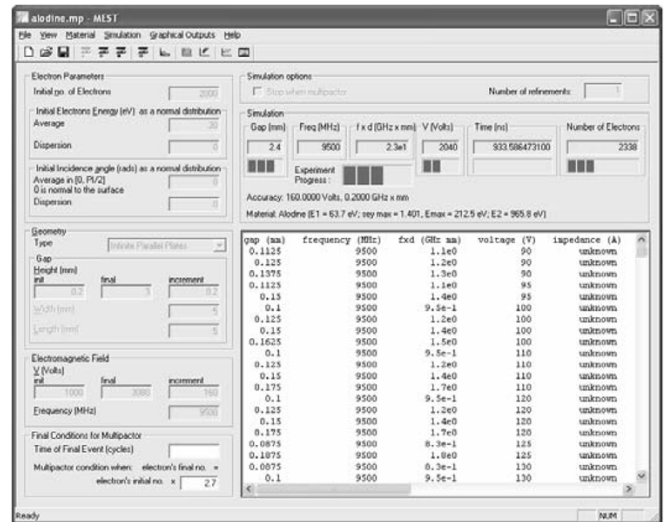 alodine.mp - MEST
File View Material Simulation Graphical Outputs Help
Electron Parameters
Initial no. of Electrons 2000
Initial Electrons Energy (eV) as a normal distribution
Average 20
Dispersion 0
Initial Incidence angle (rads) as a normal distribution
Average in [0, PI/2] 0
0 is normal to the surface
Dispersion 0
Geometry
Type Infinite Parallel Plates
Gap
Height (mm)
init final increment
0.2 3 0.2
Width (mm) 5
Length (mm) 5
Electromagnetic Field
V (Volts)
init final increment
1000 3080 160
Frequency (MHz) 9500
Final Conditions for Multipactor
Time of Final Event (cycles)
Multipactor condition when: electron's final no. =
electron's initial no. x 27
Simulation options
Stop when multipactor Number of refinements: 1
Simulation
Gap (mm) Freq (MHz) f x d (GHz x mm) V (Volts) Time (ns) Number of Electrons
2.4 9500 2.3e1 2040 933.586473100 2338
Experiment
Progress :
Accuracy: 160.0000 Volts, 0.2000 GHz x mm
Material: Alodine (E1 = 63.7 eV; sey max = 1.401, Emax = 212.5 eV; E2 = 965.8 eV)
gap (mm) frequency (MHz) fxd (GHz mm) voltage (V) impedance (Å)
0.1125 9500 1.1e0 90 unknown
0.125 9500 1.2e0 90 unknown
0.1375 9500 1.3e0 90 unknown
0.1125 9500 1.1e0 95 unknown
0.15 9500 1.4e0 95 unknown
0.1 9500 9.5e-1 100 unknown
0.125 9500 1.2e0 100 unknown
0.15 9500 1.4e0 100 unknown
0.1625 9500 1.5e0 100 unknown
0.1 9500 9.5e-1 110 unknown
0.125 9500 1.2e0 110 unknown
0.15 9500 1.4e0 110 unknown
0.175 9500 1.7e0 110 unknown
0.1 9500 9.5e-1 120 unknown
0.125 9500 1.2e0 120 unknown
0.15 9500 1.4e0 120 unknown
0.175 9500 1.7e0 120 unknown
0.0875 9500 8.3e-1 125 unknown
0.1875 9500 1.8e0 125 unknown
0.0875 9500 8.3e-1 130 unknown
0.1 9500 9.5e-1 130 unknown
Ready NUM